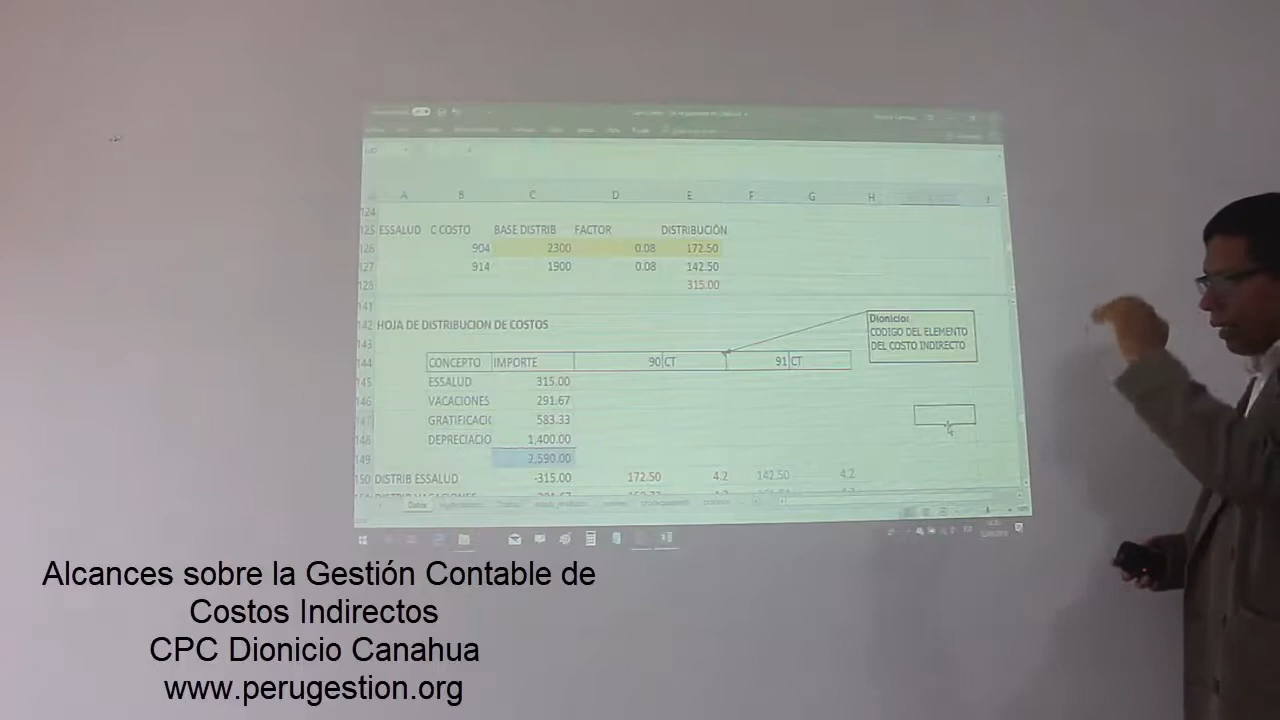 A B C D E F G H
124
125 ESSALUD C COSTO BASE DISTRIB FACTOR DISTRIBUCIÓN
126 904 2300 0.08 172.50
127 914 1900 0.08 142.50
128 315.00
141
142 HOJA DE DISTRIBUCION DE COSTOS
143
Dionicio:
CODIGO DEL ELEMENTO
DEL COSTO INDIRECTO
144 CONCEPTO IMPORTE 90 CT 91 CT
145 ESSALUD 315.00
146 VACACIONES 291.67
147 GRATIFICACI 583.33
148 DEPRECIACIO 1,400.00
149 2,590.00
150 DISTRIB ESSALUD -315.00 172.50 4.2 142.50 4.2
Datos
Alcances sobre la Gestión Contable de
Costos Indirectos
CPC Dionicio Canahua
www.perugestion.org